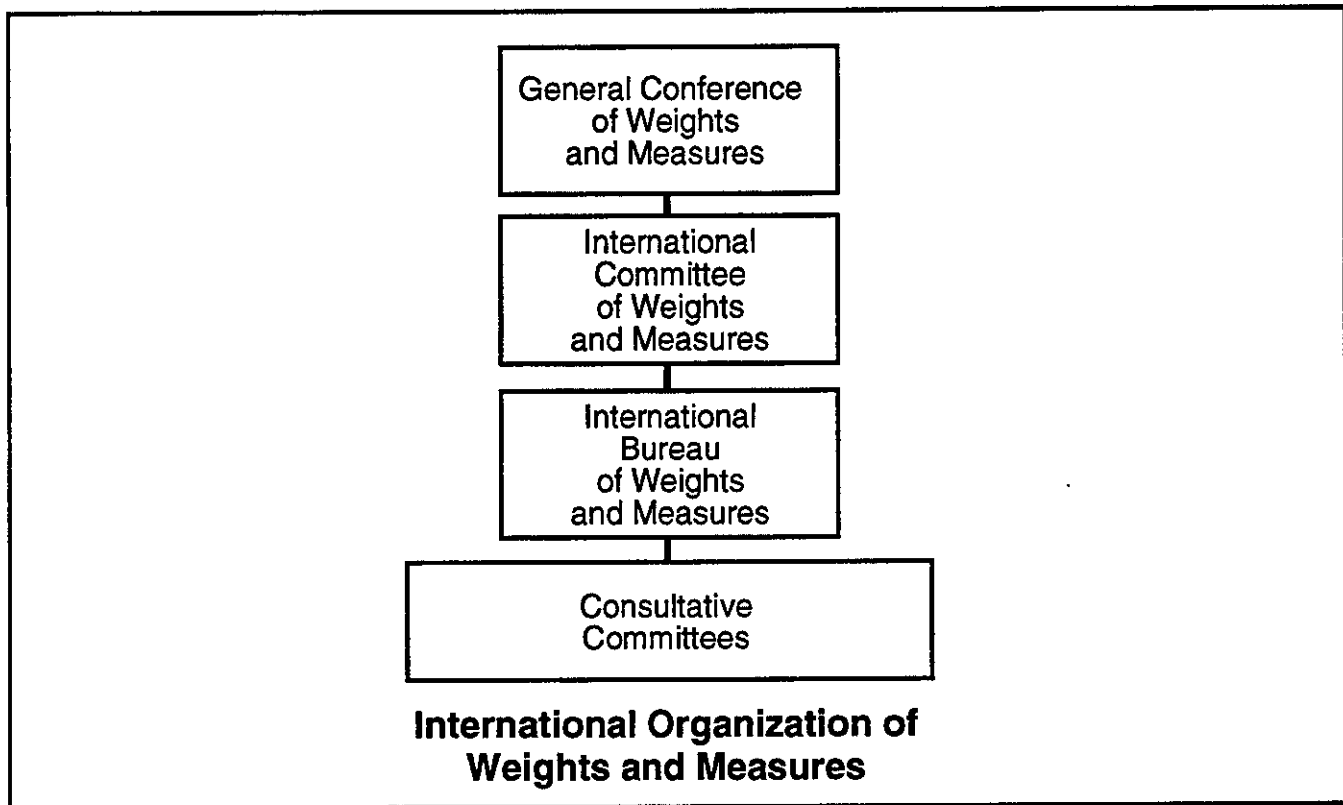 General Conference
of Weights
and Measures
International
Committee
of Weights
and Measures
International
Bureau
of Weights
and Measures
Consultative
Committees
International Organization of
Weights and Measures